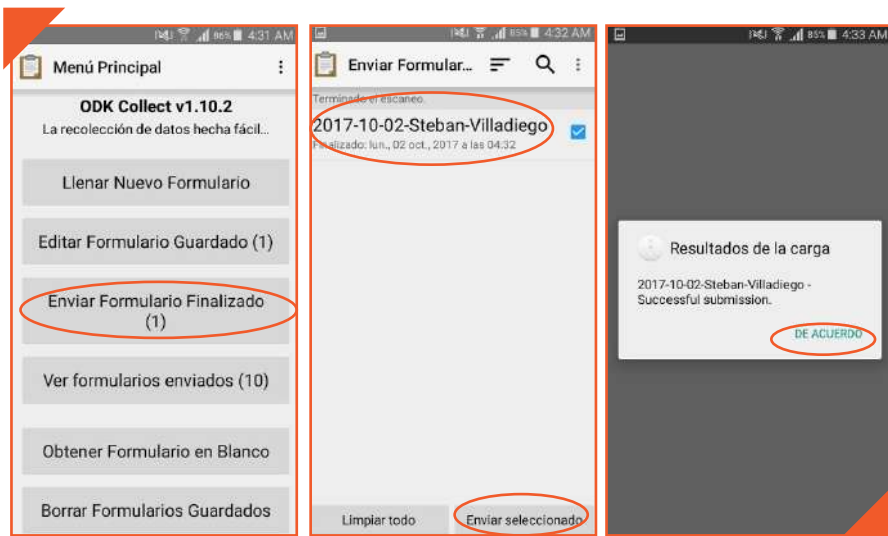 86% 4:31 AM
Menú Principal
ODK Collect v1.10.2
La recolección de datos hecha fácil...
Llenar Nuevo Formulario
Editar Formulario Guardado (1)
Enviar Formulario Finalizado
(1)
Ver formularios enviados (10)
Obtener Formulario en Blanco
Borrar Formularios Guardados
85% 4:32 AM
Enviar Formular...
Terminado el escaneo.
2017-10-02-Steban-Villadiego
Finalizado: lun., 02 oct., 2017 a las 04:32
Limpiar todo
Enviar seleccionado
85% 4:33 AM
Resultados de la carga
2017-10-02-Steban-Villadiego -
Successful submission.
DE ACUERDO